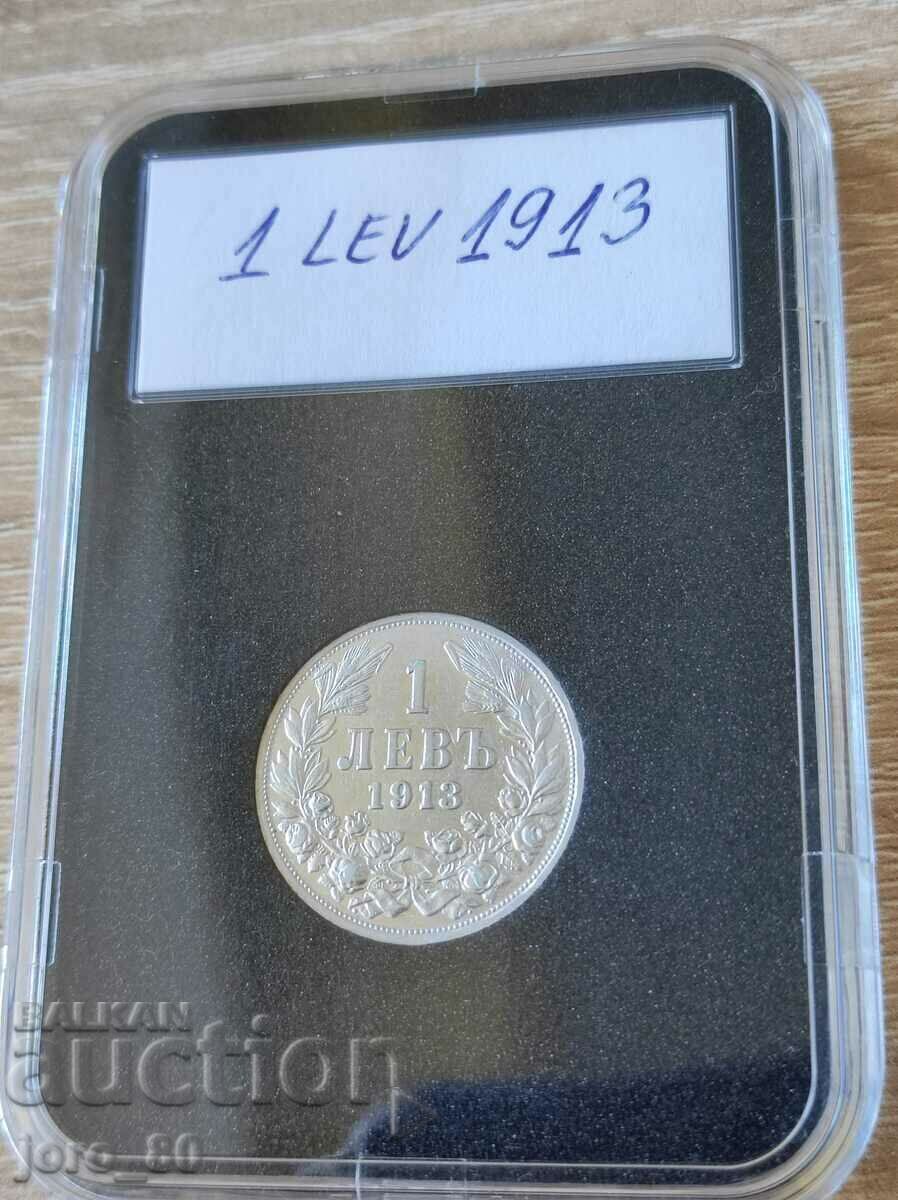 1 LEV 1913
1
ЛЕВЪ
1913
BALKAN
auction
joro_80